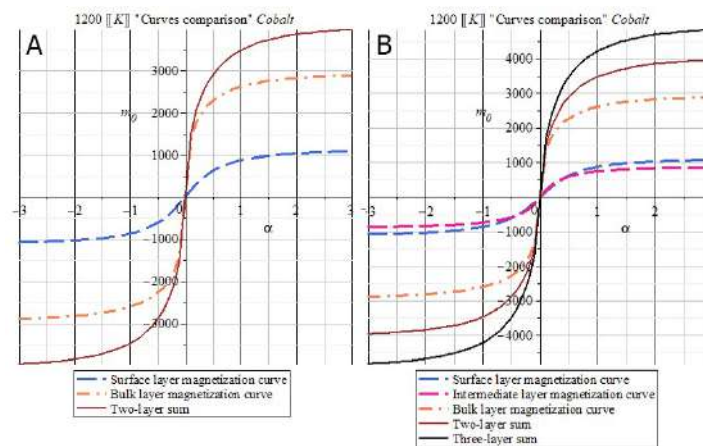 1200 [[K]] "Curves comparison" Cobalt
A
m0
3000
2000
1000
-3 -2 -1 0 1 2 3
α
-1000
-2000
-3000
Surface layer magnetization curve
Bulk layer magnetization curve
Two-layer sum
1200 [[K]] "Curves comparison" Cobalt
B
m0
4000
3000
2000
1000
-3 -2 -1 0 1 2
α
-1000
-2000
-3000
-4000
Surface layer magnetization curve
Intermediate layer magnetization curve
Bulk layer magnetization curve
Two-layer sum
Three-layer sum